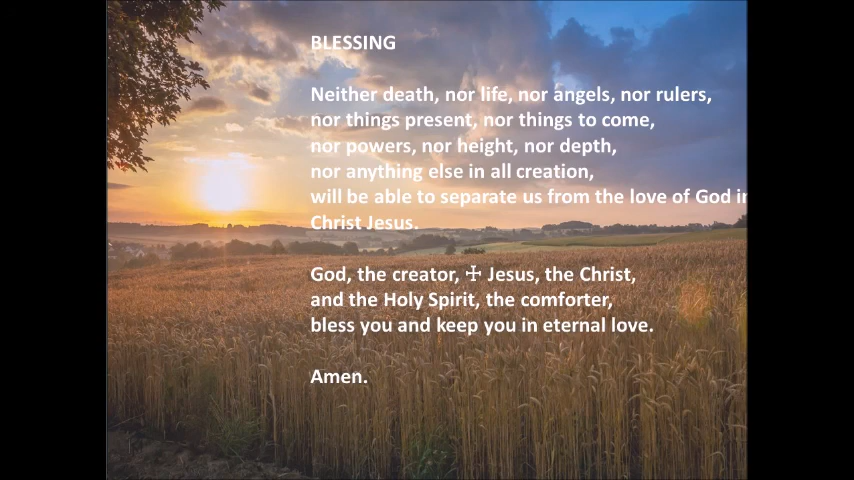 BLESSING
Neither death, nor life, nor angels, nor rulers,
nor things present, nor things to come,
nor powers, nor height, nor depth,
nor anything else in all creation,
will be able to separate us from the love of God in
Christ Jesus.
God, the creator, ☩ Jesus, the Christ,
and the Holy Spirit, the comforter,
bless you and keep you in eternal love.
Amen.